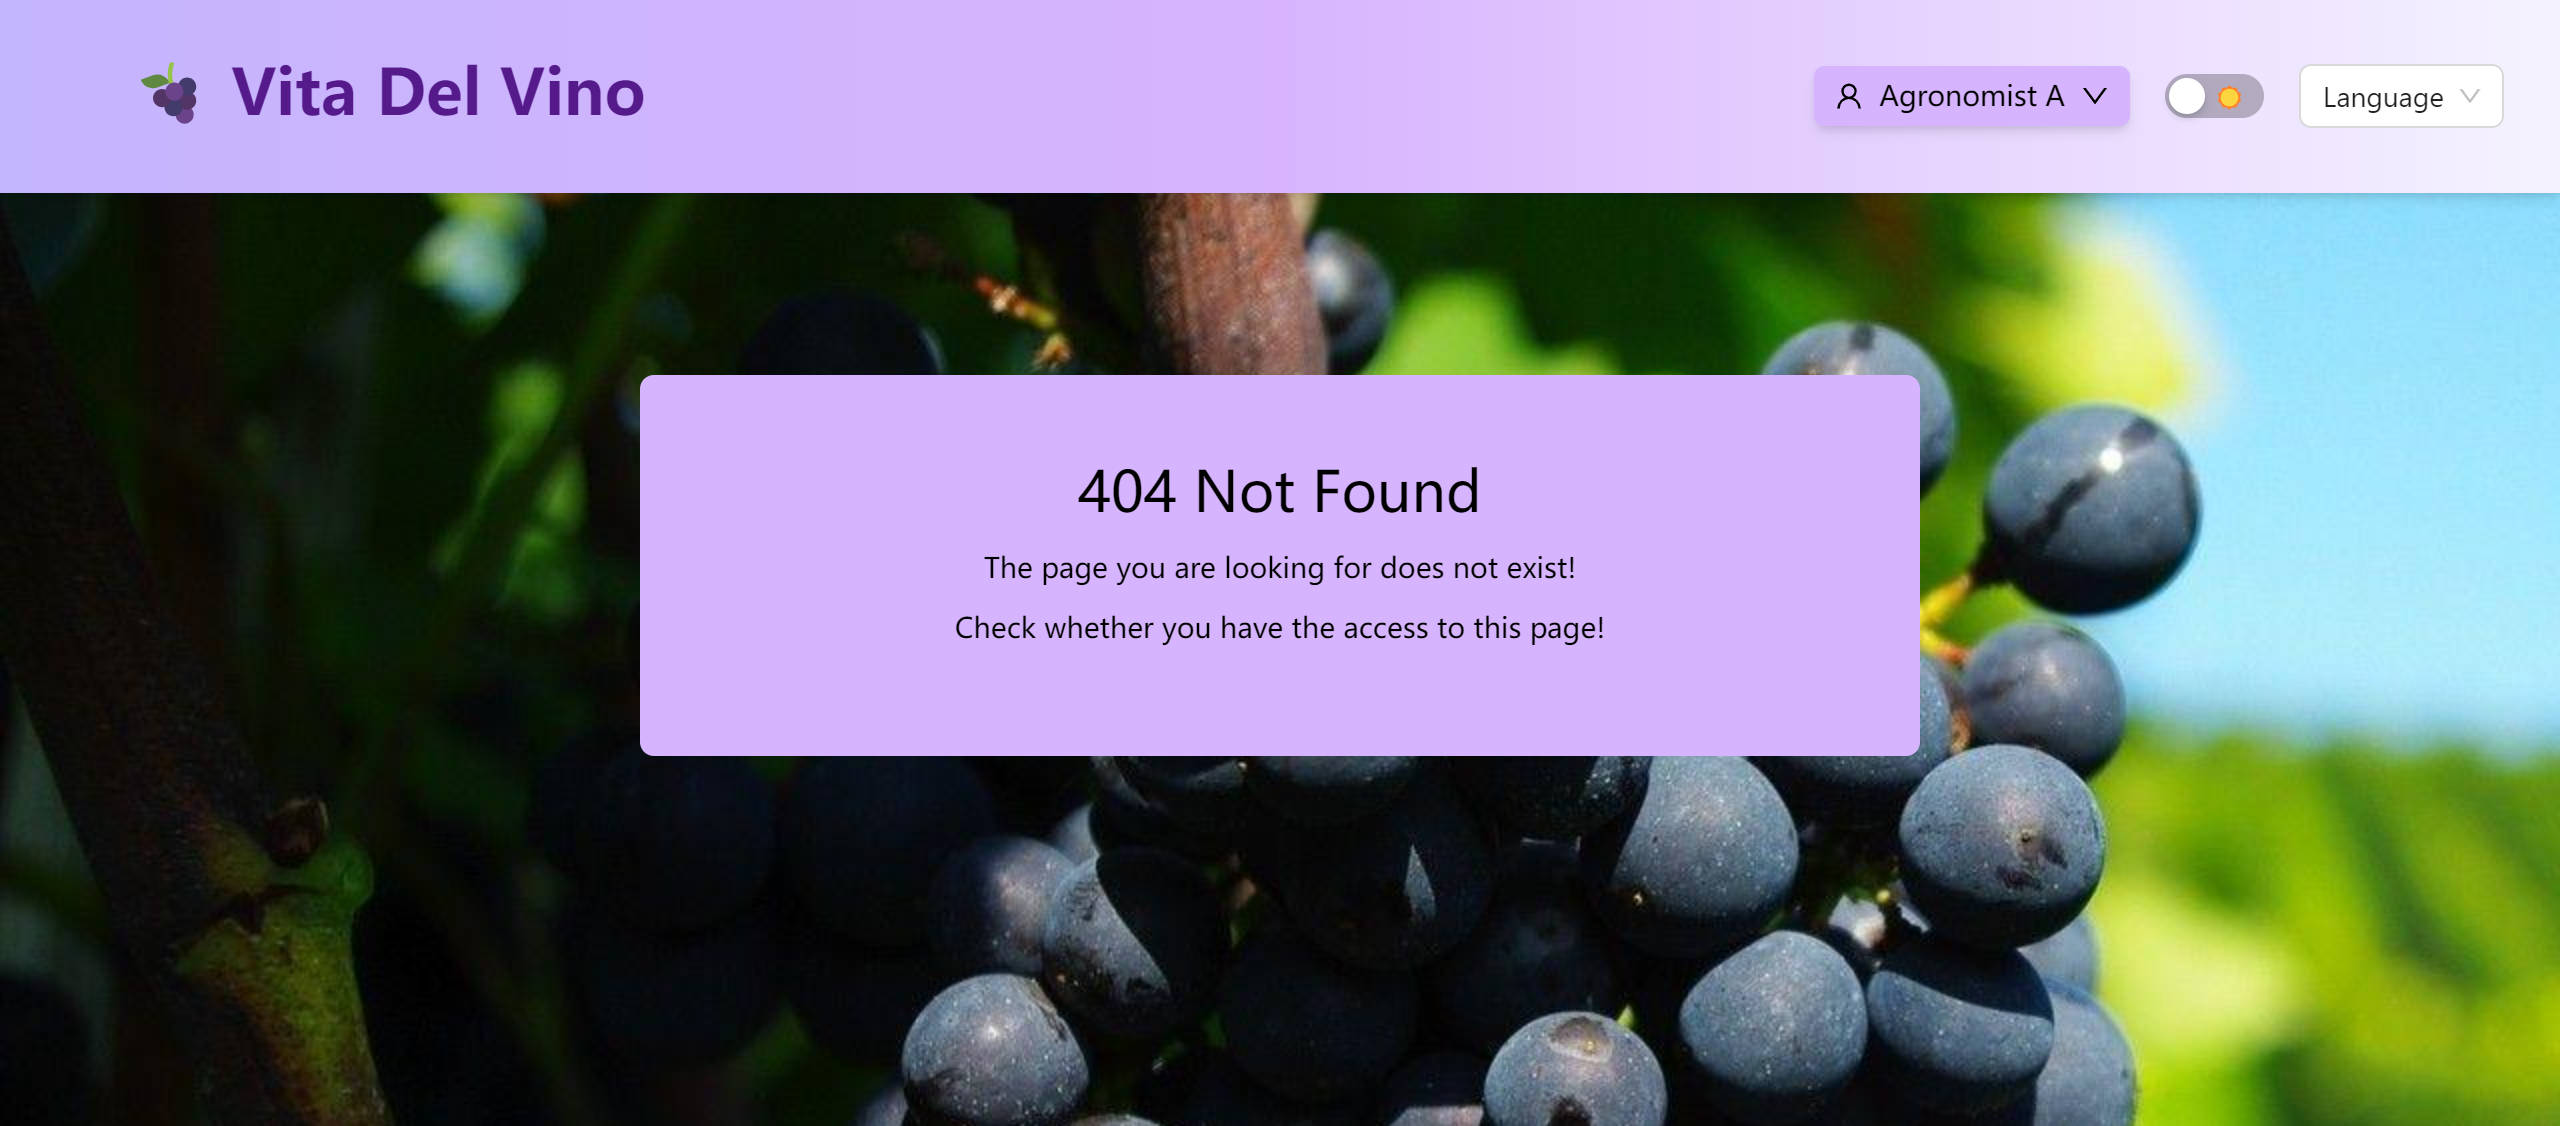 Vita Del Vino
Agronomist A
Language
404 Not Found
The page you are looking for does not exist!
Check whether you have the access to this page!